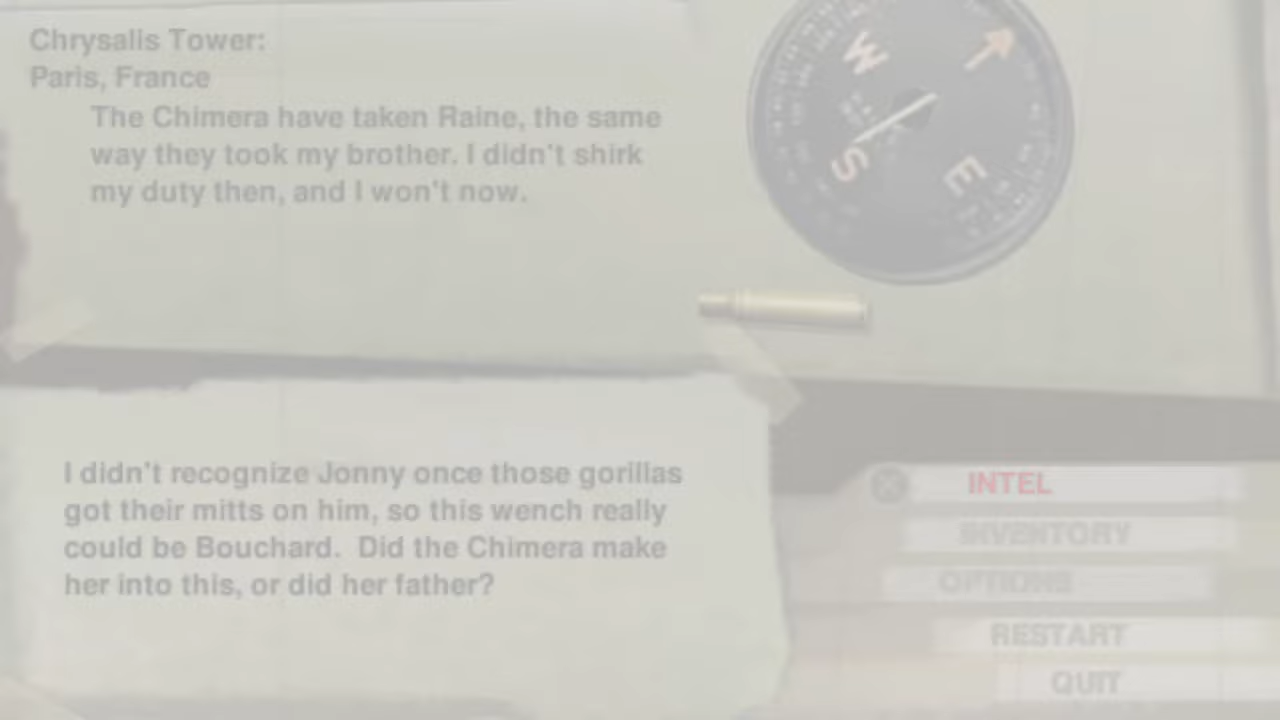 Chrysalis Tower:
Paris, France
The Chimera have taken Raine, the same
way they took my brother. I didn't shirk
my duty then, and I won't now.
W
S
E
I didn't recognize Jonny once those gorillas
got their mitts on him, so this wench really
could be Bouchard.  Did the Chimera make
her into this, or did her father?
INTEL
INVENTORY
OPTIONS
RESTART
QUIT